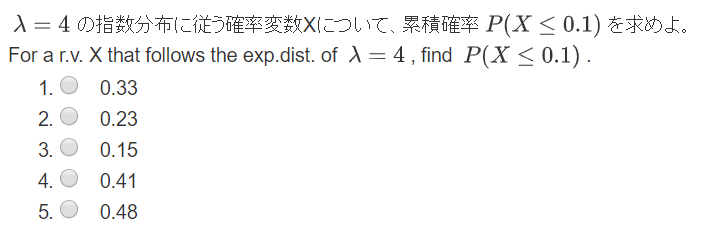 λ = 4 の指数分布に従う確率変数Xについて、累積確率 P(X ≤ 0.1) を求めよ。
For a r.v. X that follows the exp.dist. of λ = 4 , find P(X ≤ 0.1) .
1. 0.33
2. 0.23
3. 0.15
4. 0.41
5. 0.48